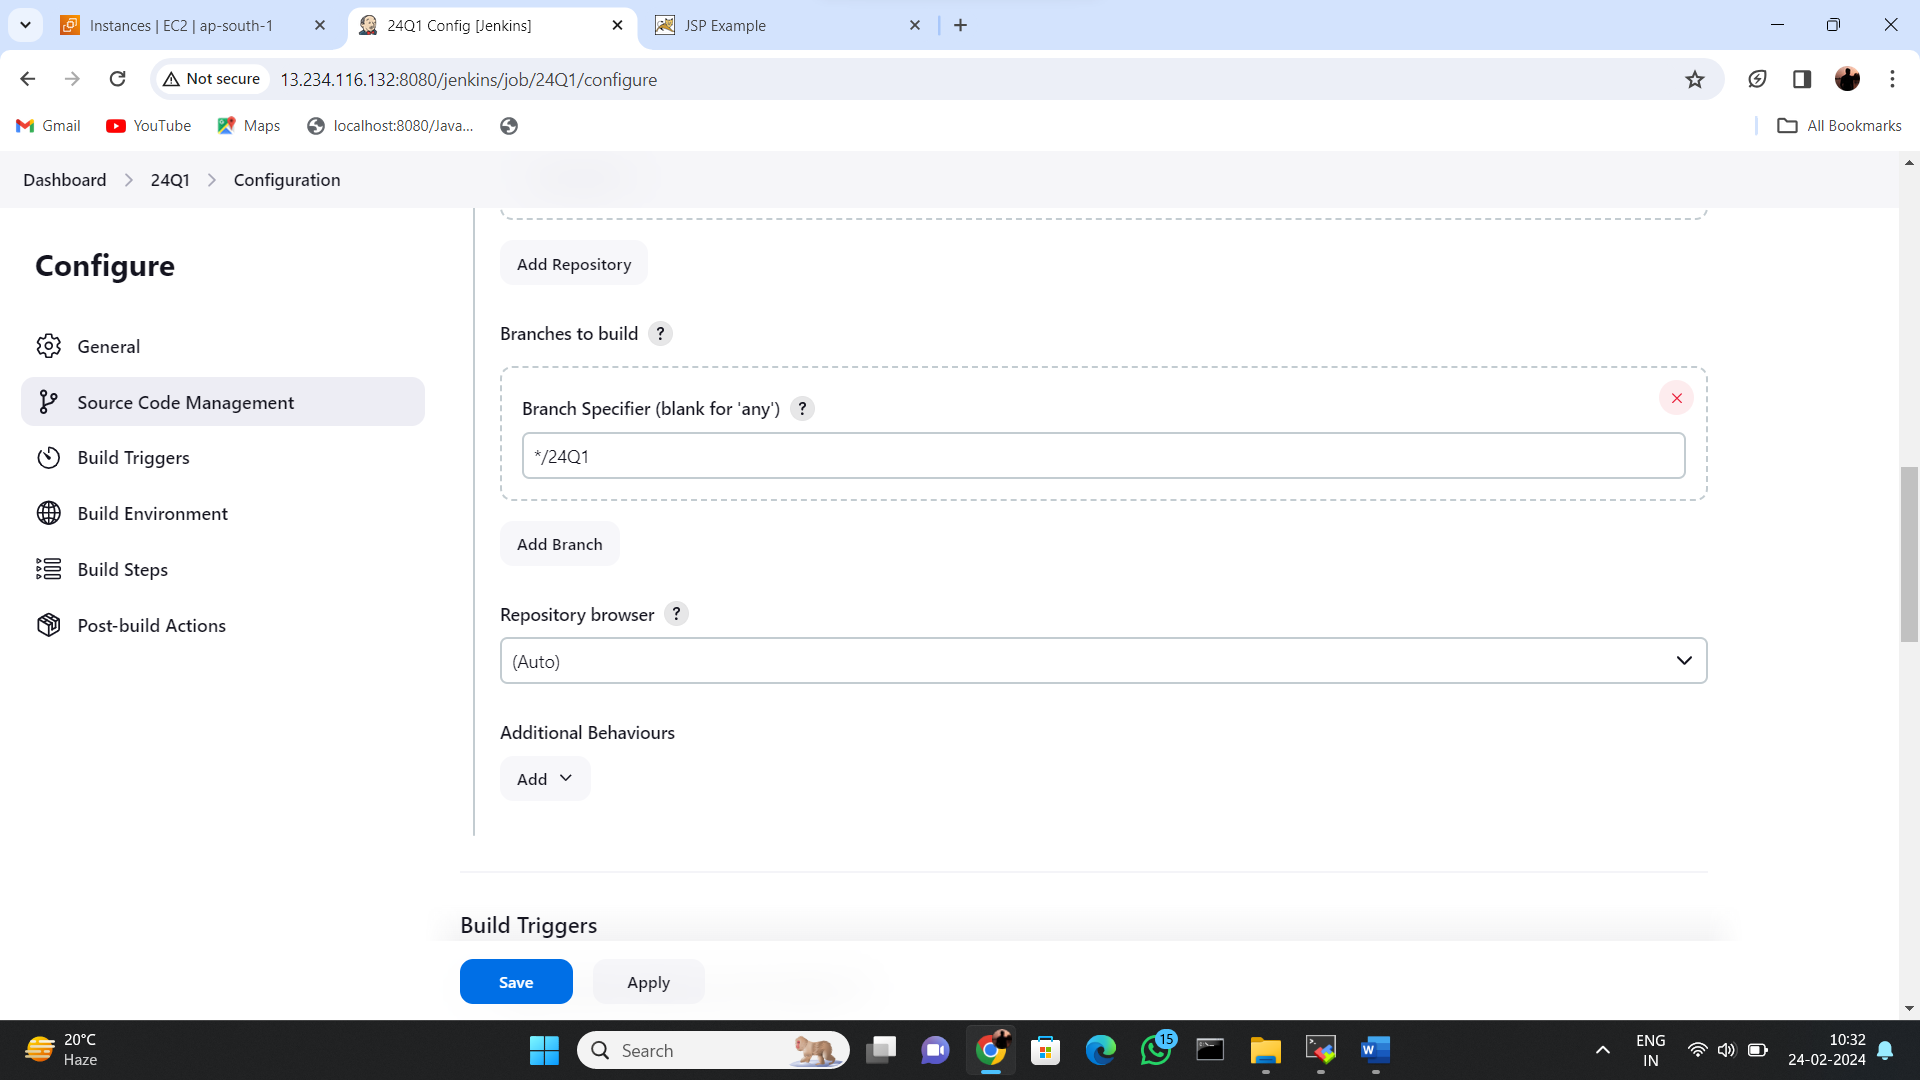 Instances | EC2 | ap-south-1
24Q1 Config [Jenkins]
JSP Example
Not secure
13.234.116.132:8080/jenkins/job/24Q1/configure
Gmail
YouTube
Maps
localhost:8080/Java...
All Bookmarks
Dashboard
24Q1
Configuration
Configure
General
Source Code Management
Build Triggers
Build Environment
Build Steps
Post-build Actions
Add Repository
Branches to build ?
Branch Specifier (blank for 'any') ?
*/24Q1
Add Branch
Repository browser ?
(Auto)
Additional Behaviours
Add
Build Triggers
Save
Apply
20°C
Haze
Search
15
ENG
IN
10:32
24-02-2024